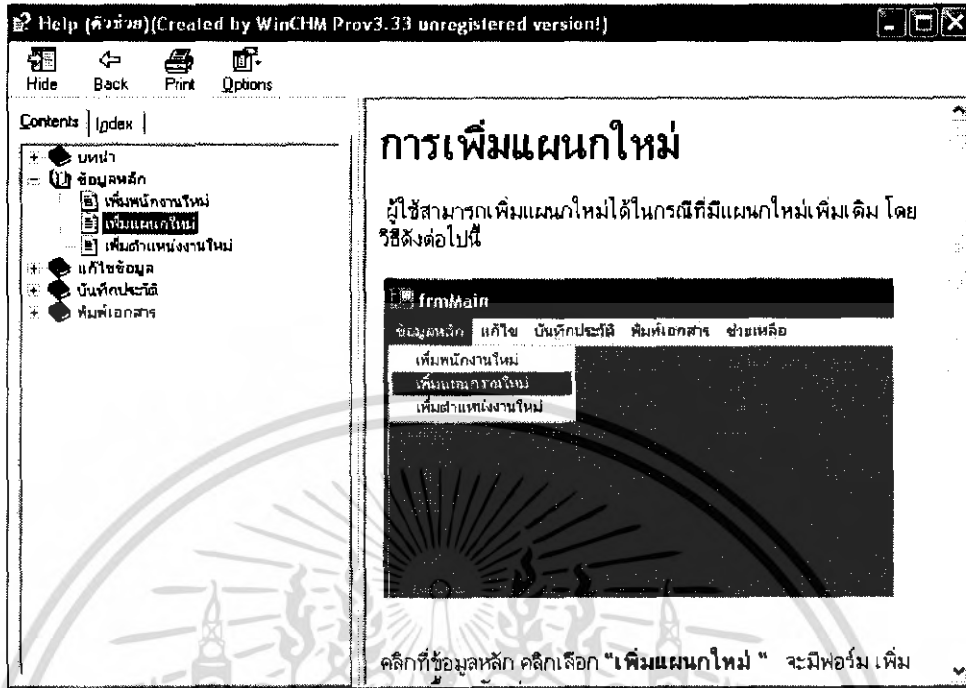 Help (ตัวช่วย)(Created by WinCHM Prov3.33 unregistered version!)
Hide Back Print Options
Contents Index
บทนำ
ข้อมูลหลัก
เพิ่มพนักงานใหม่
เพิ่มแผนกใหม่
เพิ่มตำแหน่งงานใหม่
แก้ไขข้อมูล
บันทึกประวัติ
พิมพ์เอกสาร
การเพิ่มแผนกใหม่
ผู้ใช้สามารถเพิ่มแผนกใหม่ได้ในกรณีที่มีแผนกใหม่เพิ่มเติม โดย
วิธีดังต่อไปนี้
frmMain
ข้อมูลหลัก แก้ไข บันทึกประวัติ พิมพ์เอกสาร ช่วยเหลือ
เพิ่มพนักงานใหม่
เพิ่มตำแหน่งงานใหม่
คลิกที่ข้อมูลหลัก คลิกเลือก "เพิ่มแผนกใหม่ " จะมีฟอร์ม เพิ่ม